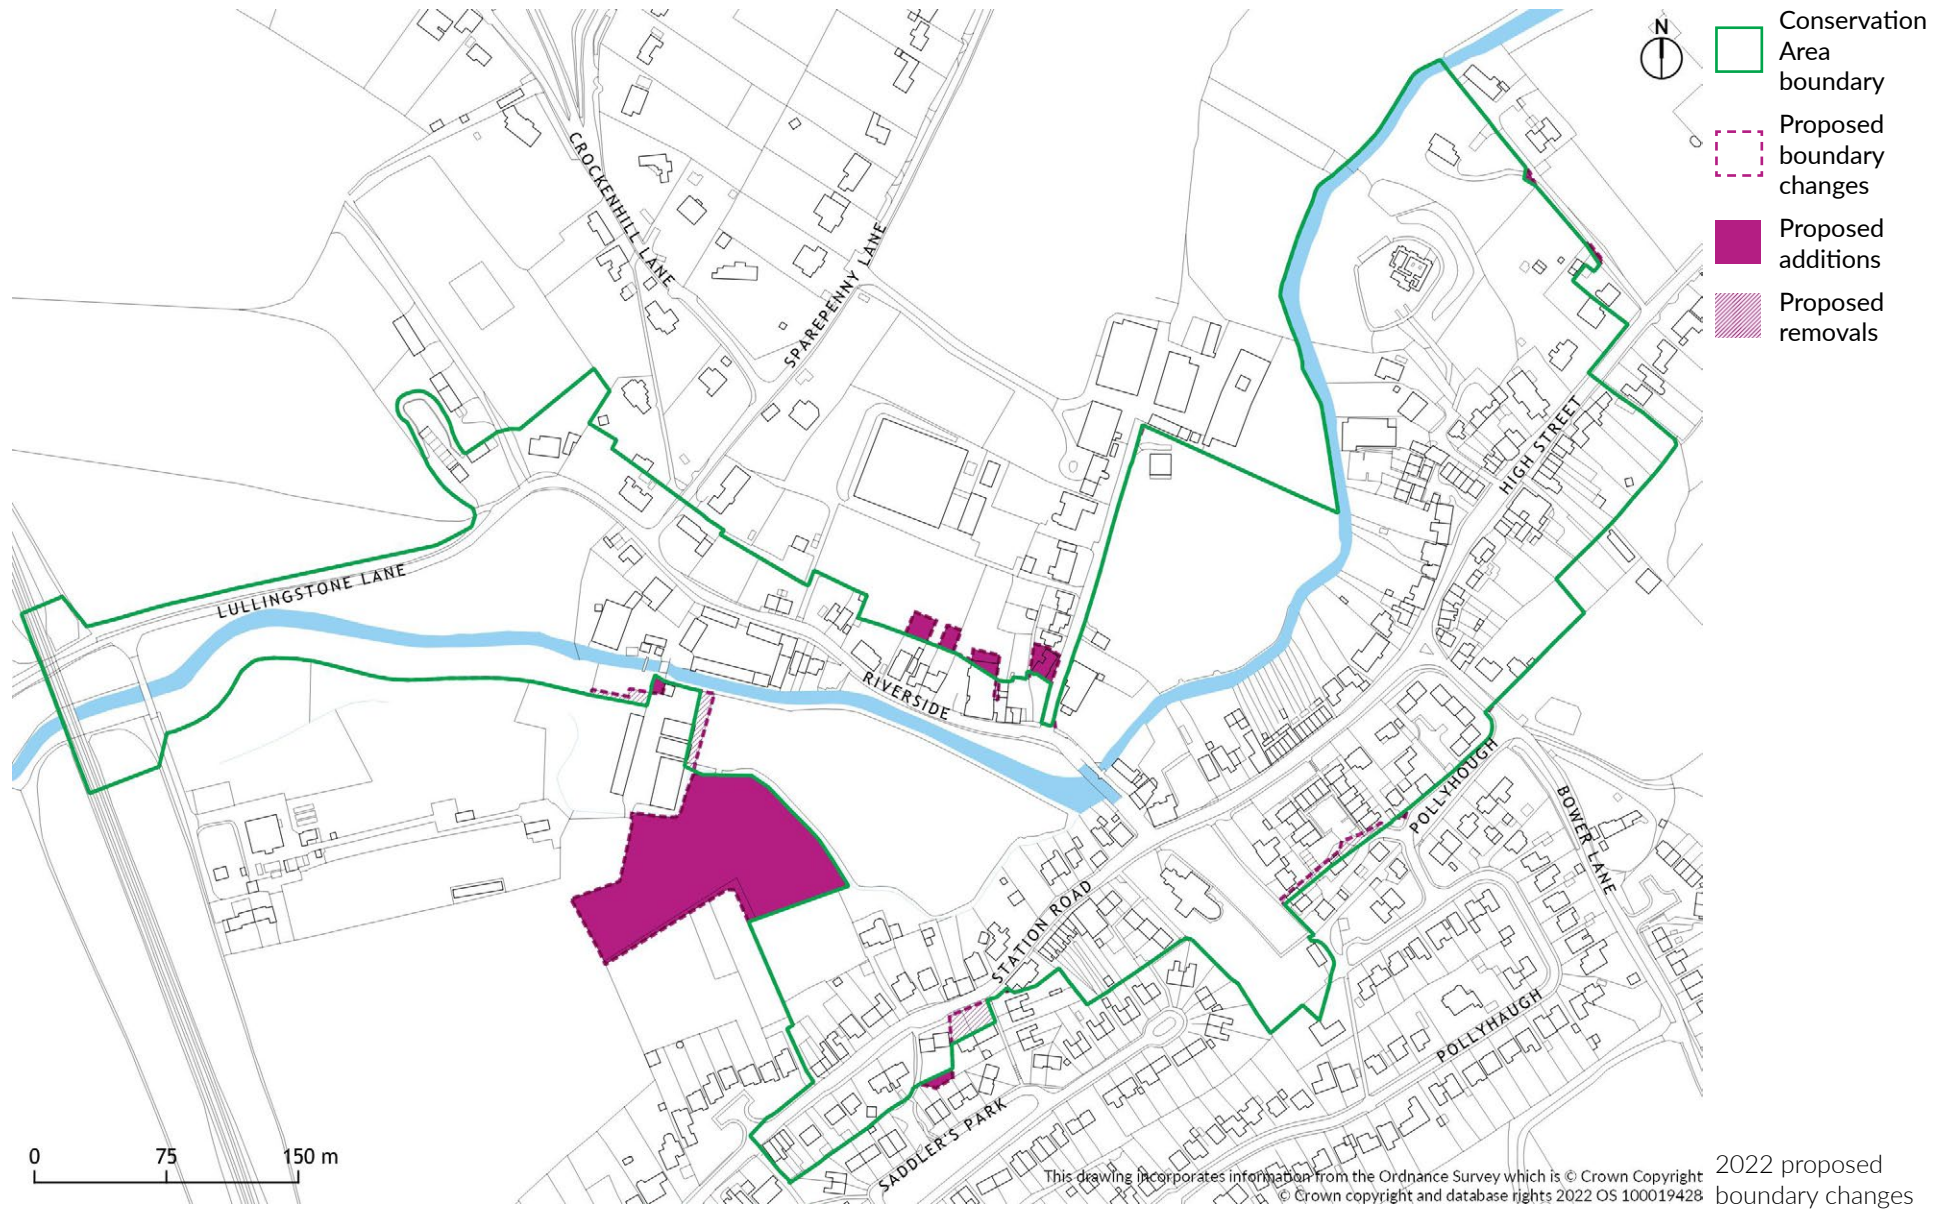 Conservation
Area
boundary
Proposed
boundary
changes
Proposed
additions
Proposed
removals
N
CROCKENHILL LANE
SPAREPENNY LANE
HIGH STREET
LULLINGSTONE LANE
RIVERSIDE
POLLYHOUGH
BOWER LANE
STATION ROAD
POLLYHAUGH
SADDLER'S PARK
0 75 150 m
This drawing incorporates information from the Ordnance Survey which is © Crown Copyright
© Crown copyright and database rights 2022 OS 100019428
2022 proposed
boundary changes